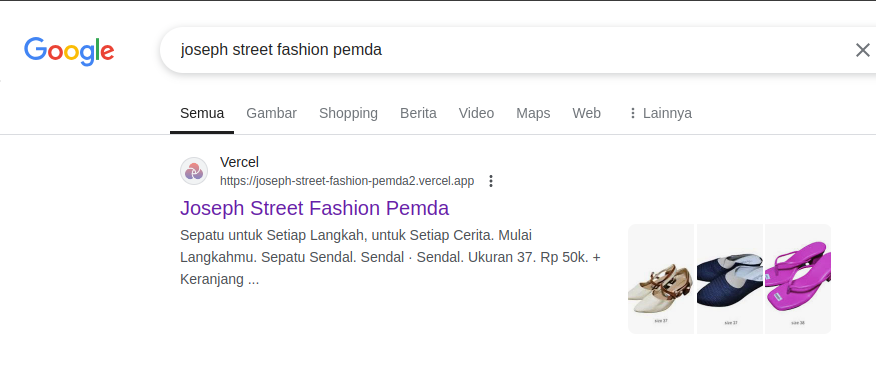 Google
joseph street fashion pemda
Semua Gambar Shopping Berita Video Maps Web Lainnya
Vercel
https://joseph-street-fashion-pemda2.vercel.app
Joseph Street Fashion Pemda
Sepatu untuk Setiap Langkah, untuk Setiap Cerita. Mulai
Langkahmu. Sepatu Sendal. Sendal · Sendal. Ukuran 37. Rp 50k. +
Keranjang ...
size 37 size 37 size 38